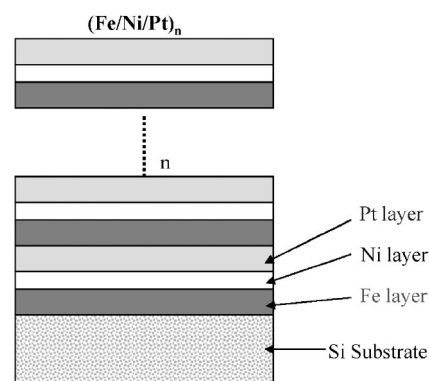 (Fe/Ni/Pt)n
n
Pt layer
Ni layer
Fe layer
Si Substrate